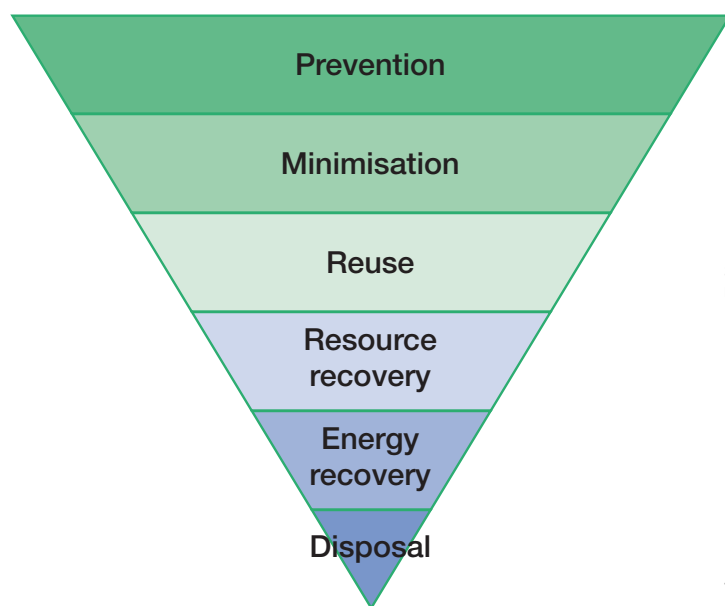 Prevention
Minimisation
Reuse
Resource
recovery
Energy
recovery
Disposal